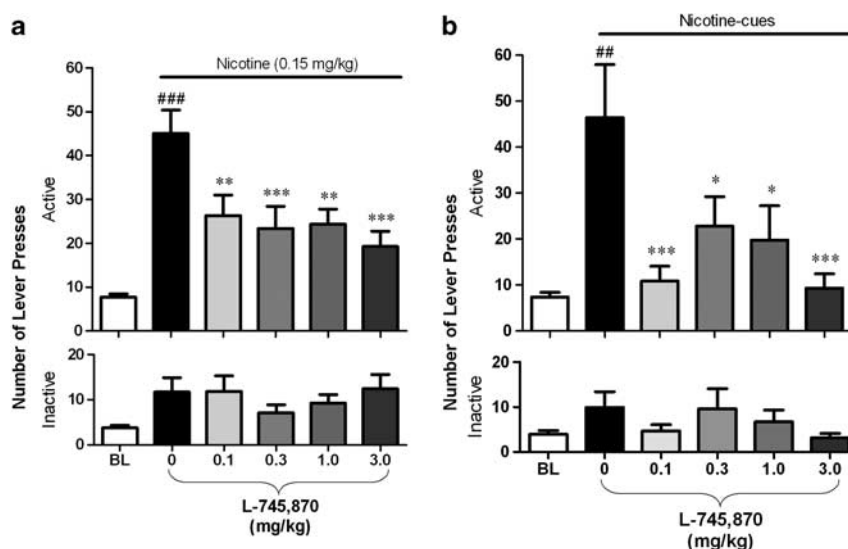 a
Nicotine (0.15 mg/kg)
###
**
***
**
***
60
50
40
30
20
10
0
Active
20
10
0
Inactive
Number of Lever Presses
BL 0 0.1 0.3 1.0 3.0
L-745,870
(mg/kg)
b
Nicotine-cues
##
***
*
*
***
60
50
40
30
20
10
0
Active
20
10
0
Inactive
Number of Lever Presses
BL 0 0.1 0.3 1.0 3.0
L-745,870
(mg/kg)